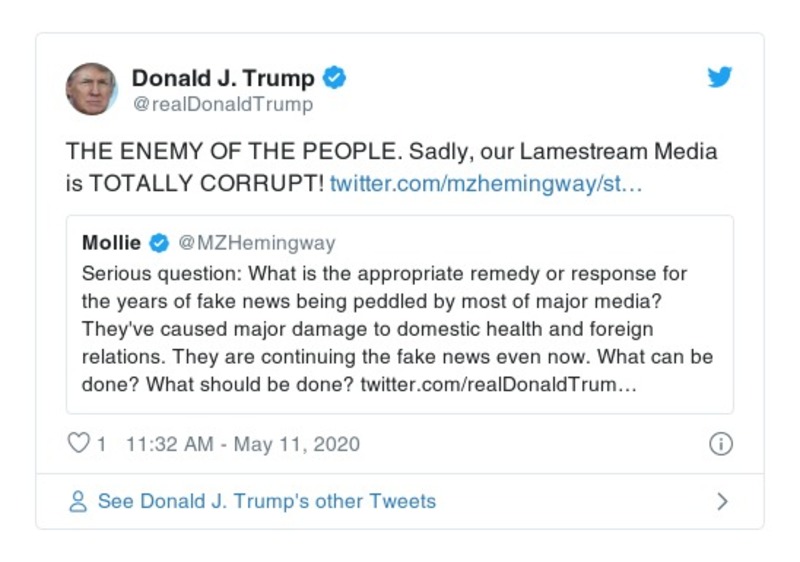 Donald J. Trump
@realDonaldTrump
THE ENEMY OF THE PEOPLE. Sadly, our Lamestream Media
is TOTALLY CORRUPT! twitter.com/mzhemingway/st…
Mollie @MZHemingway
Serious question: What is the appropriate remedy or response for
the years of fake news being peddled by most of major media?
They've caused major damage to domestic health and foreign
relations. They are continuing the fake news even now. What can be
done? What should be done? twitter.com/realDonaldTrum…
1 11:32 AM - May 11, 2020
See Donald J. Trump's other Tweets